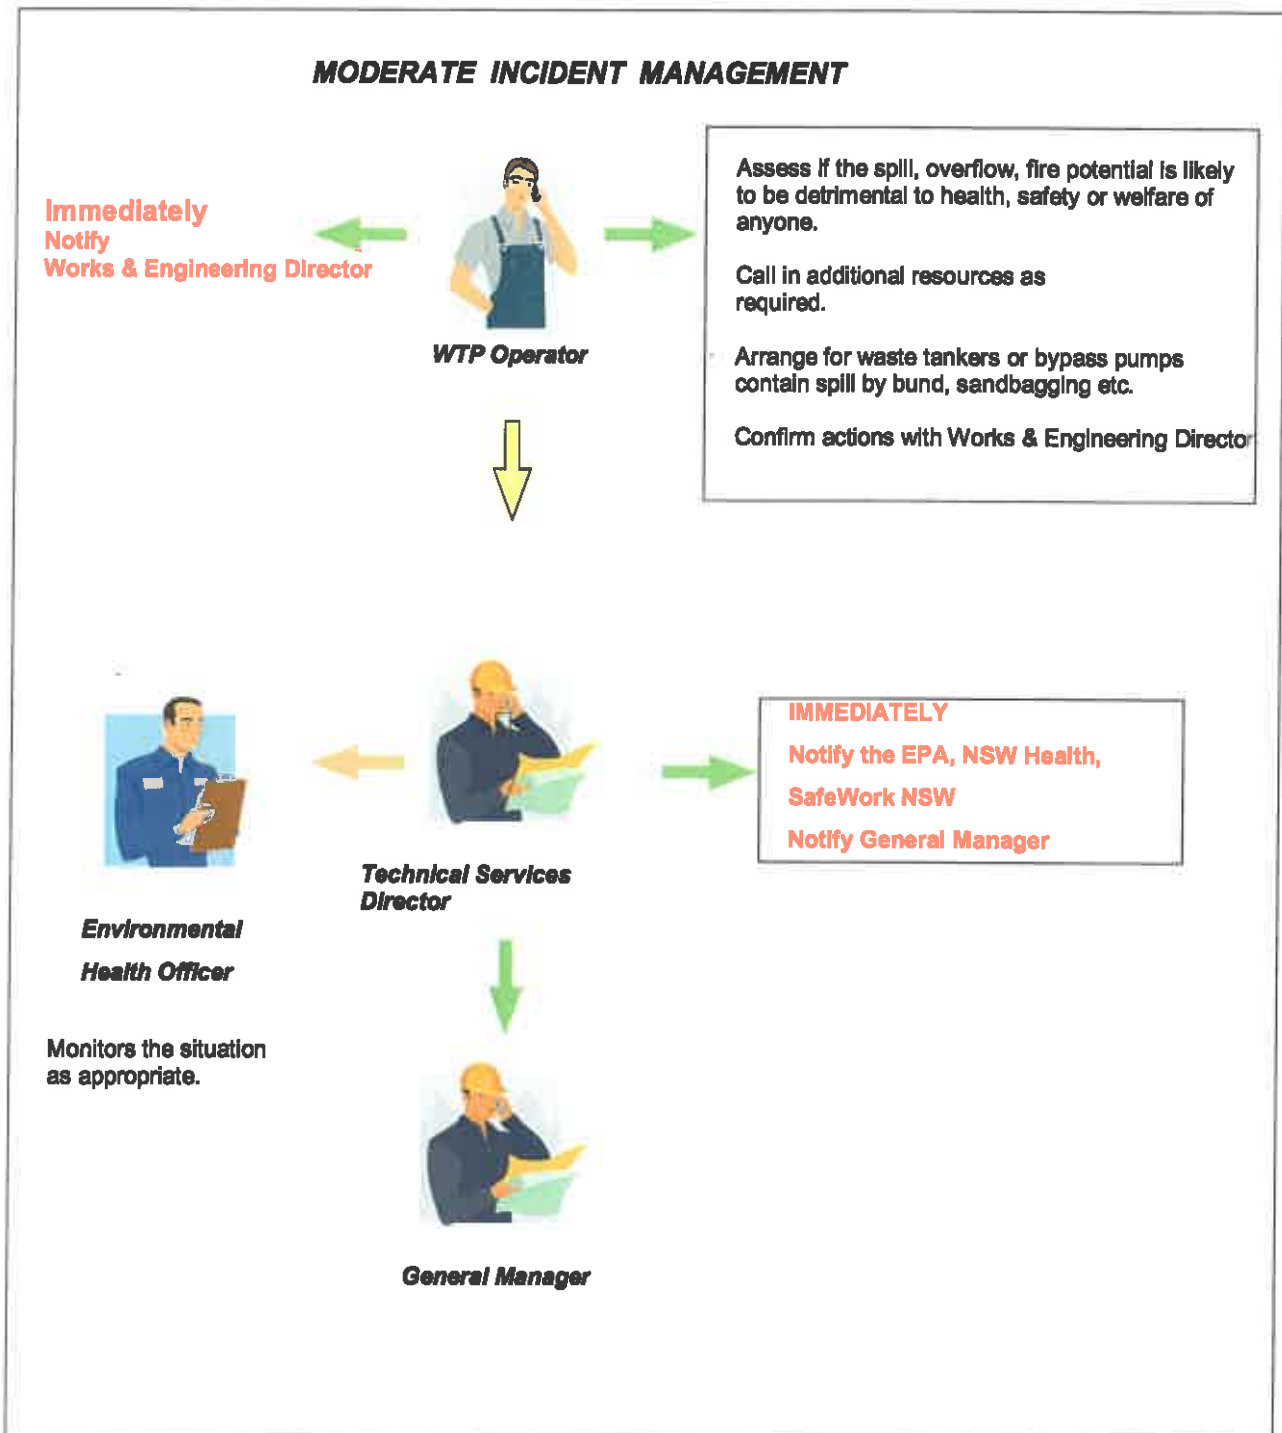 MODERATE INCIDENT MANAGEMENT
Immediately
Notify
Works & Engineering Director
WTP Operator
Assess if the spill, overflow, fire potential is likely
to be detrimental to health, safety or welfare of
anyone.
Call in additional resources as
required.
Arrange for waste tankers or bypass pumps
contain spill by bund, sandbagging etc.
Confirm actions with Works & Engineering Director
Environmental
Health Officer
Monitors the situation
as appropriate.
Technical Services
Director
IMMEDIATELY
Notify the EPA, NSW Health,
SafeWork NSW
Notify General Manager
General Manager